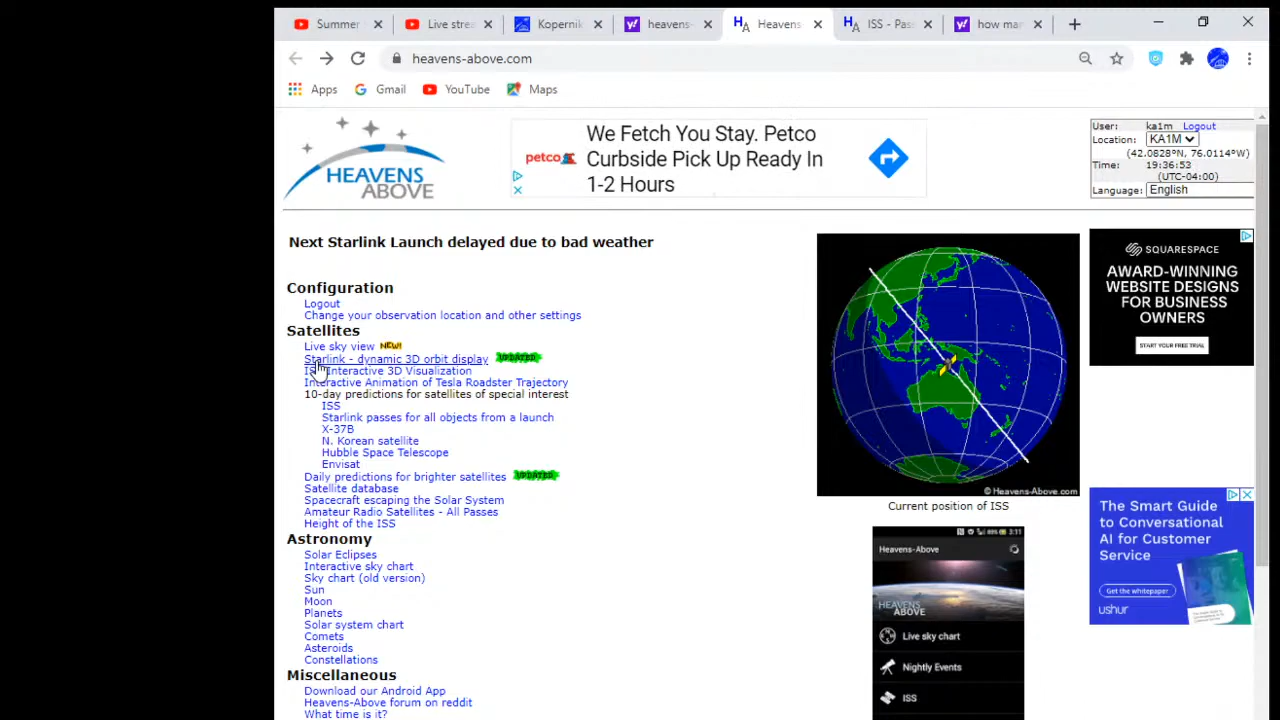 Summer
Live strea
Kopernik
heavens-
Heavens-
ISS - Pas
how mar
heavens-above.com
Apps
Gmail
YouTube
Maps
HEAVENS
ABOVE
petco
We Fetch You Stay. Petco
Curbside Pick Up Ready In
1-2 Hours
User: ka1m Logout
Location: KA1M
(42.0828°N, 76.0114°W)
Time: 19:36:53
(UTC-04:00)
Language: English
Next Starlink Launch delayed due to bad weather
Configuration
Logout
Change your observation location and other settings
Satellites
Live sky view NEW!
Starlink - dynamic 3D orbit display UPDATED
Interactive 3D Visualization
Interactive Animation of Tesla Roadster Trajectory
10-day predictions for satellites of special interest
ISS
Starlink passes for all objects from a launch
X-37B
N. Korean satellite
Hubble Space Telescope
Envisat
Daily predictions for brighter satellites UPDATED
Satellite database
Spacecraft escaping the Solar System
Amateur Radio Satellites - All Passes
Height of the ISS
Astronomy
Solar Eclipses
Interactive sky chart
Sky chart (old version)
Sun
Moon
Planets
Solar system chart
Comets
Asteroids
Constellations
Miscellaneous
Download our Android App
Heavens-Above forum on reddit
What time is it?
© Heavens-Above.com
Current position of ISS
3:11
Heavens-Above
HEAVENS
ABOVE
Live sky chart
Nightly Events
ISS
SQUARESPACE
AWARD-WINNING
WEBSITE DESIGNS
FOR BUSINESS
OWNERS
START YOUR FREE TRIAL
The Smart Guide
to Conversational
AI for Customer
Service
Get the whitepaper
ushur